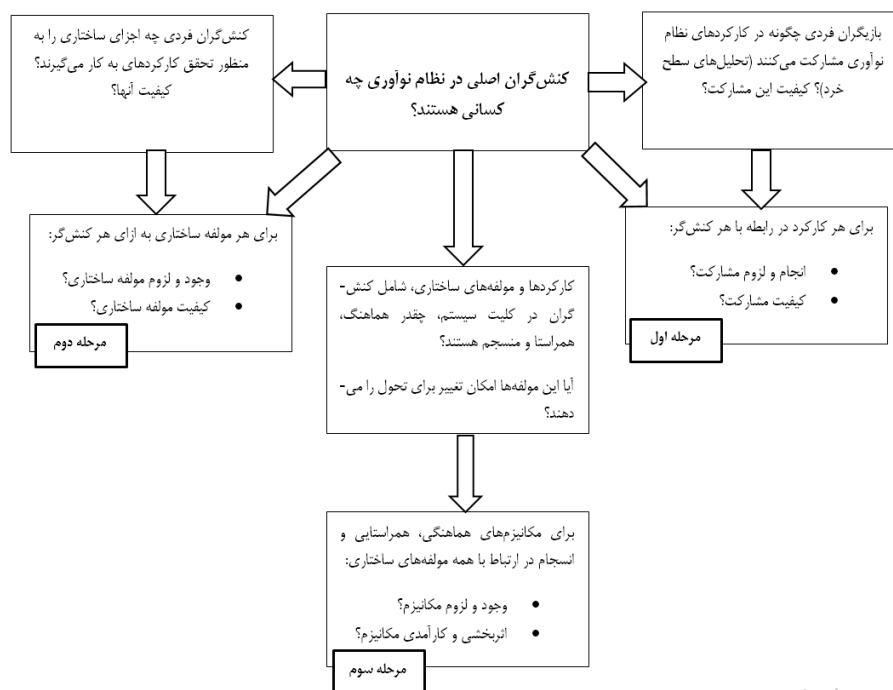 کنش‌گران اصلی در نظام نوآوری چه
کسانی هستند؟
بازیگران فردی چگونه در کارکردهای نظام
نوآوری مشارکت می‌کنند (تحلیل‌های سطح
خرد)؟ کیفیت این مشارکت؟
برای هر کارکرد در رابطه با هر کنش‌گر:
• انجام و لزوم مشارکت؟
• کیفیت مشارکت؟
مرحله اول
کنش‌گران فردی چه اجزای ساختاری را به
منظور تحقق کارکردهای به کار می‌گیرند؟
کیفیت آنها؟
برای هر مولفه ساختاری به ازای هر کنش‌گر:
• وجود و لزوم مولفه ساختاری؟
• کیفیت مولفه ساختاری؟
مرحله دوم
کارکردها و مولفه‌های ساختاری، شامل کنش-
گران در کلیت سیستم، چقدر هماهنگ،
همراستا و منسجم هستند؟
آیا این مولفه‌ها امکان تغییر برای تحول را می-
دهند؟
برای مکانیزم‌های هماهنگی، همراستایی و
انسجام در ارتباط با همه مولفه‌های ساختاری:
• وجود و لزوم مکانیزم؟
• اثربخشی و کارآمدی مکانیزم؟
مرحله سوم